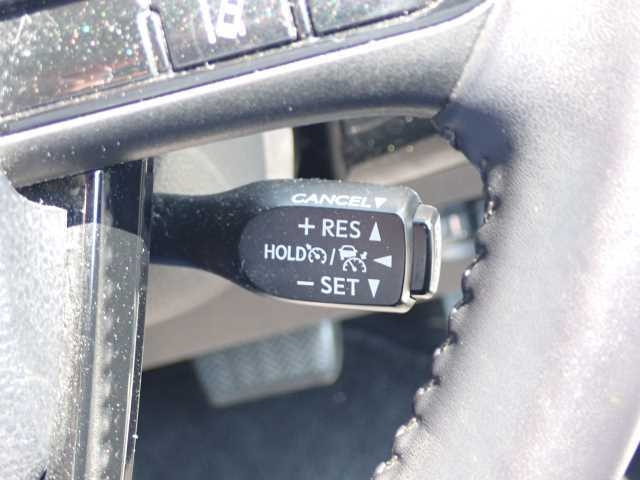 CANCEL▼
+ RES ▲
HOLD / ◀
− SET ▼